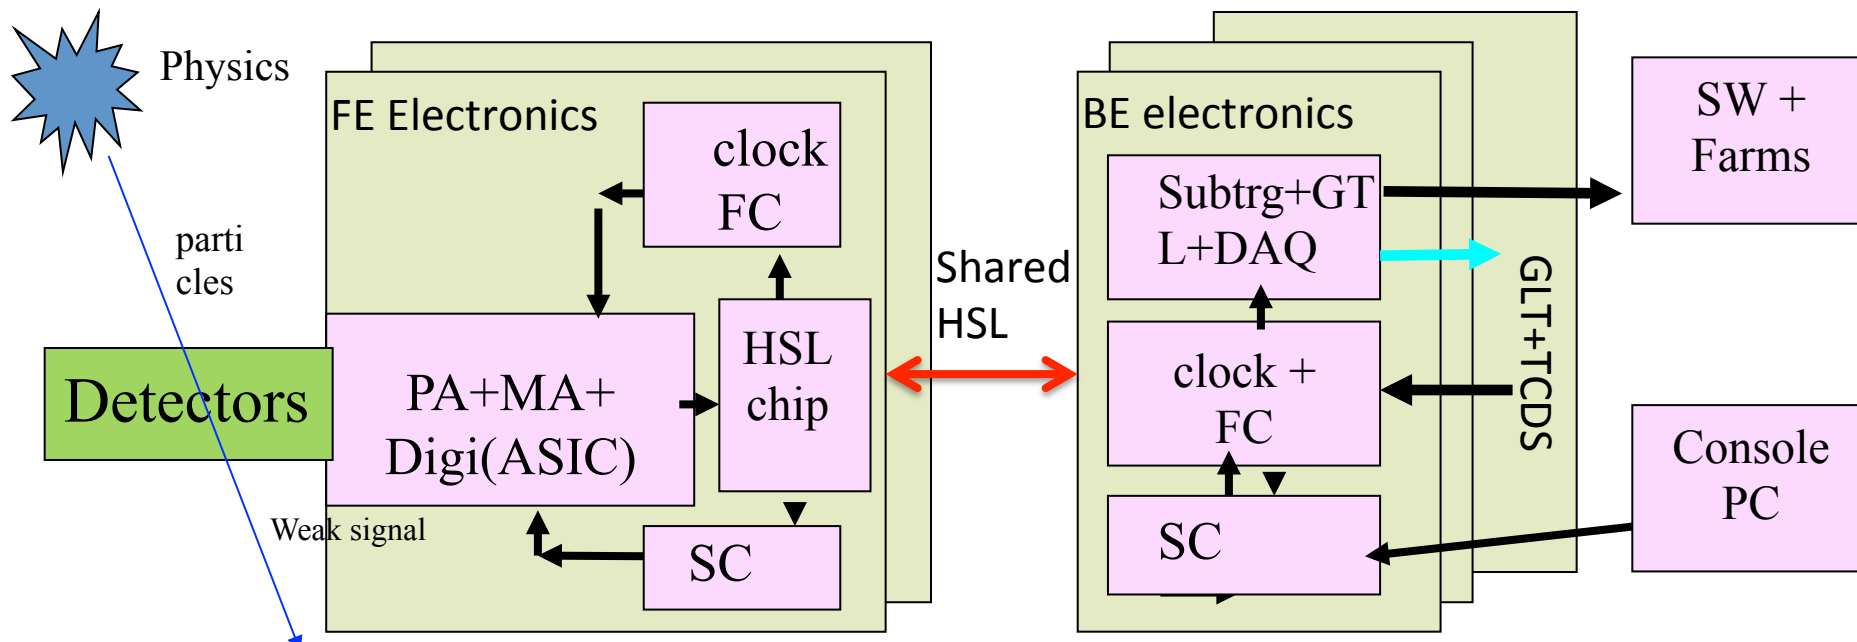 Physics
parti
cles
Detectors
Weak signal
FE Electronics
clock
FC
PA+MA+
Digi(ASIC)
HSL
chip
SC
Shared
HSL
BE electronics
Subtrg+GT
L+DAQ
clock +
FC
SC
GLT+TCDS
SW +
Farms
Console
PC